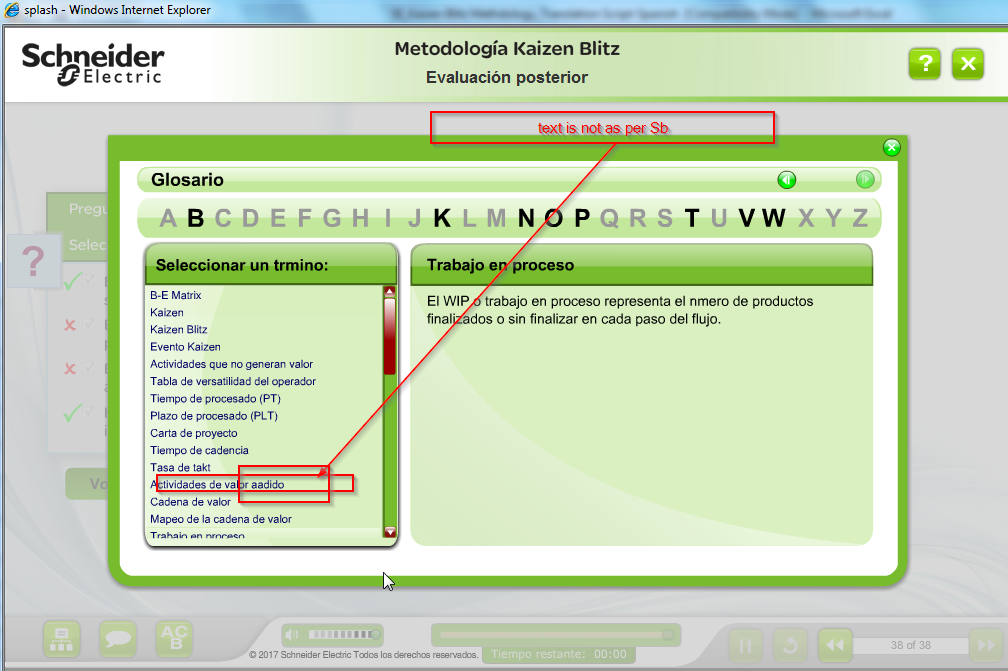 splash - Windows Internet Explorer
Schneider
Electric
Metodología Kaizen Blitz
Evaluación posterior
?
text is not as per Sb
Glosario
A B C D E F G H I J K L M N O P Q R S T U V W X Y Z
Seleccionar un trmino:
Trabajo en proceso
B-E Matrix
Kaizen
Kaizen Blitz
Evento Kaizen
Actividades que no generan valor
Tabla de versatilidad del operador
Tiempo de procesado (PT)
Plazo de procesado (PLT)
Carta de proyecto
Tiempo de cadencia
Tasa de takt
Actividades de valor aadido
Cadena de valor
Mapeo de la cadena de valor
Trabajo en proceso
El WIP o trabajo en proceso representa el nmero de productos
finalizados o sin finalizar en cada paso del flujo.
Pregu
Selec
?
Vo
AC
B
© 2017 Schneider Electric Todos los derechos reservados.
Tiempo restante: 00:00
38 of 38